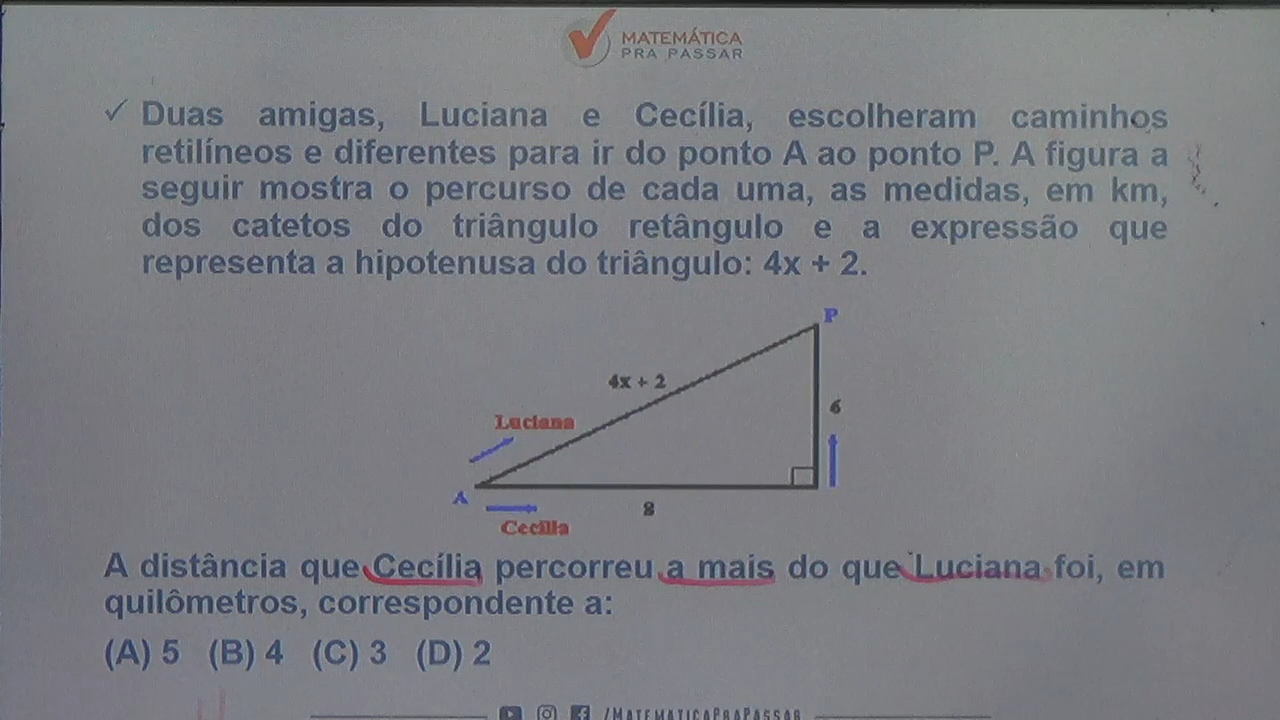 MATEMÁTICA
PRA PASSAR
✓ Duas amigas, Luciana e Cecília, escolheram caminhos
retilíneos e diferentes para ir do ponto A ao ponto P. A figura a
seguir mostra o percurso de cada uma, as medidas, em km,
dos catetos do triângulo retângulo e a expressão que
representa a hipotenusa do triângulo: 4x + 2.
P
4x + 2
6
Luciana
A
8
Cecília
A distância que Cecília percorreu a mais do que Luciana foi, em
quilômetros, correspondente a:
(A) 5 (B) 4 (C) 3 (D) 2
/MATEMATICAPRAPASSAR